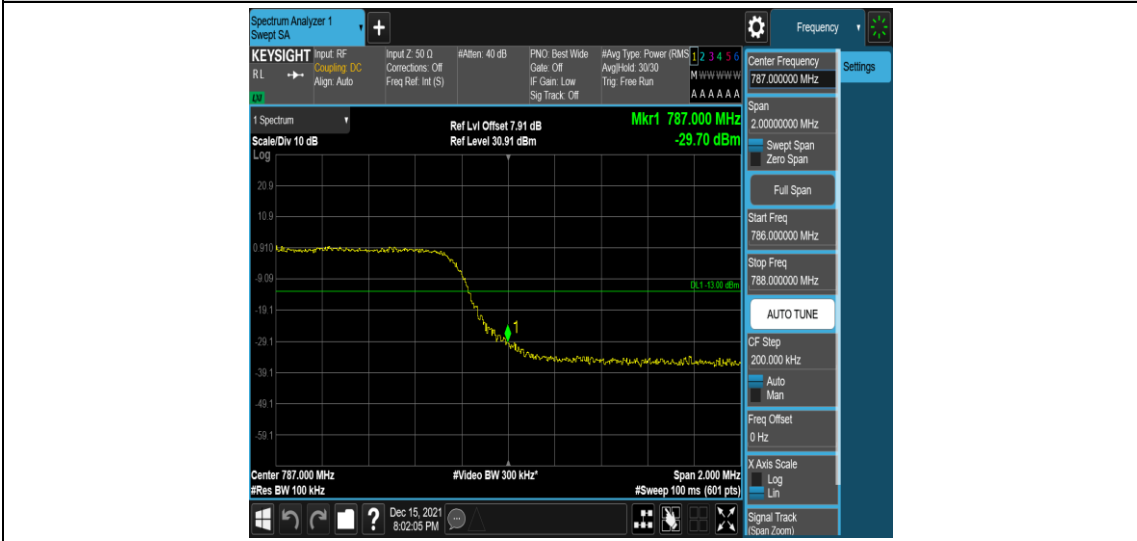 Spectrum Analyzer 1
Swept SA
+
Frequency
KEYSIGHT
RL
LM
Input: RF
Coupling: DC
Align: Auto
Input Z: 50 Ω
Corrections: Off
Freq Ref: Int (S)
#Atten: 40 dB
PNO: Best Wide
Gate: Off
IF Gain: Low
Sig Track: Off
#Avg Type: Power (RMS
Avg|Hold: 30/30
Trig: Free Run
1 2 3 4 5 6
M W W W W W
A A A A A A
1 Spectrum
Scale/Div 10 dB
Log
Ref Lvl Offset 7.91 dB
Ref Level 30.91 dBm
Mkr1 787.000 MHz
-29.70 dBm
20.9
10.9
0.910
-9.09
DL1 -13.00 dBm
-19.1
1
-29.1
-39.1
-49.1
-59.1
Center 787.000 MHz
#Res BW 100 kHz
#Video BW 300 kHz*
Span 2.000 MHz
#Sweep 100 ms (601 pts)
?
Dec 15, 2021
8:02:05 PM
Center Frequency
787.000000 MHz
Settings
Span
2.00000000 MHz
Swept Span
Zero Span
Full Span
Start Freq
786.000000 MHz
Stop Freq
788.000000 MHz
AUTO TUNE
CF Step
200.000 kHz
Auto
Man
Freq Offset
0 Hz
X Axis Scale
Log
Lin
Signal Track
(Span Zoom)